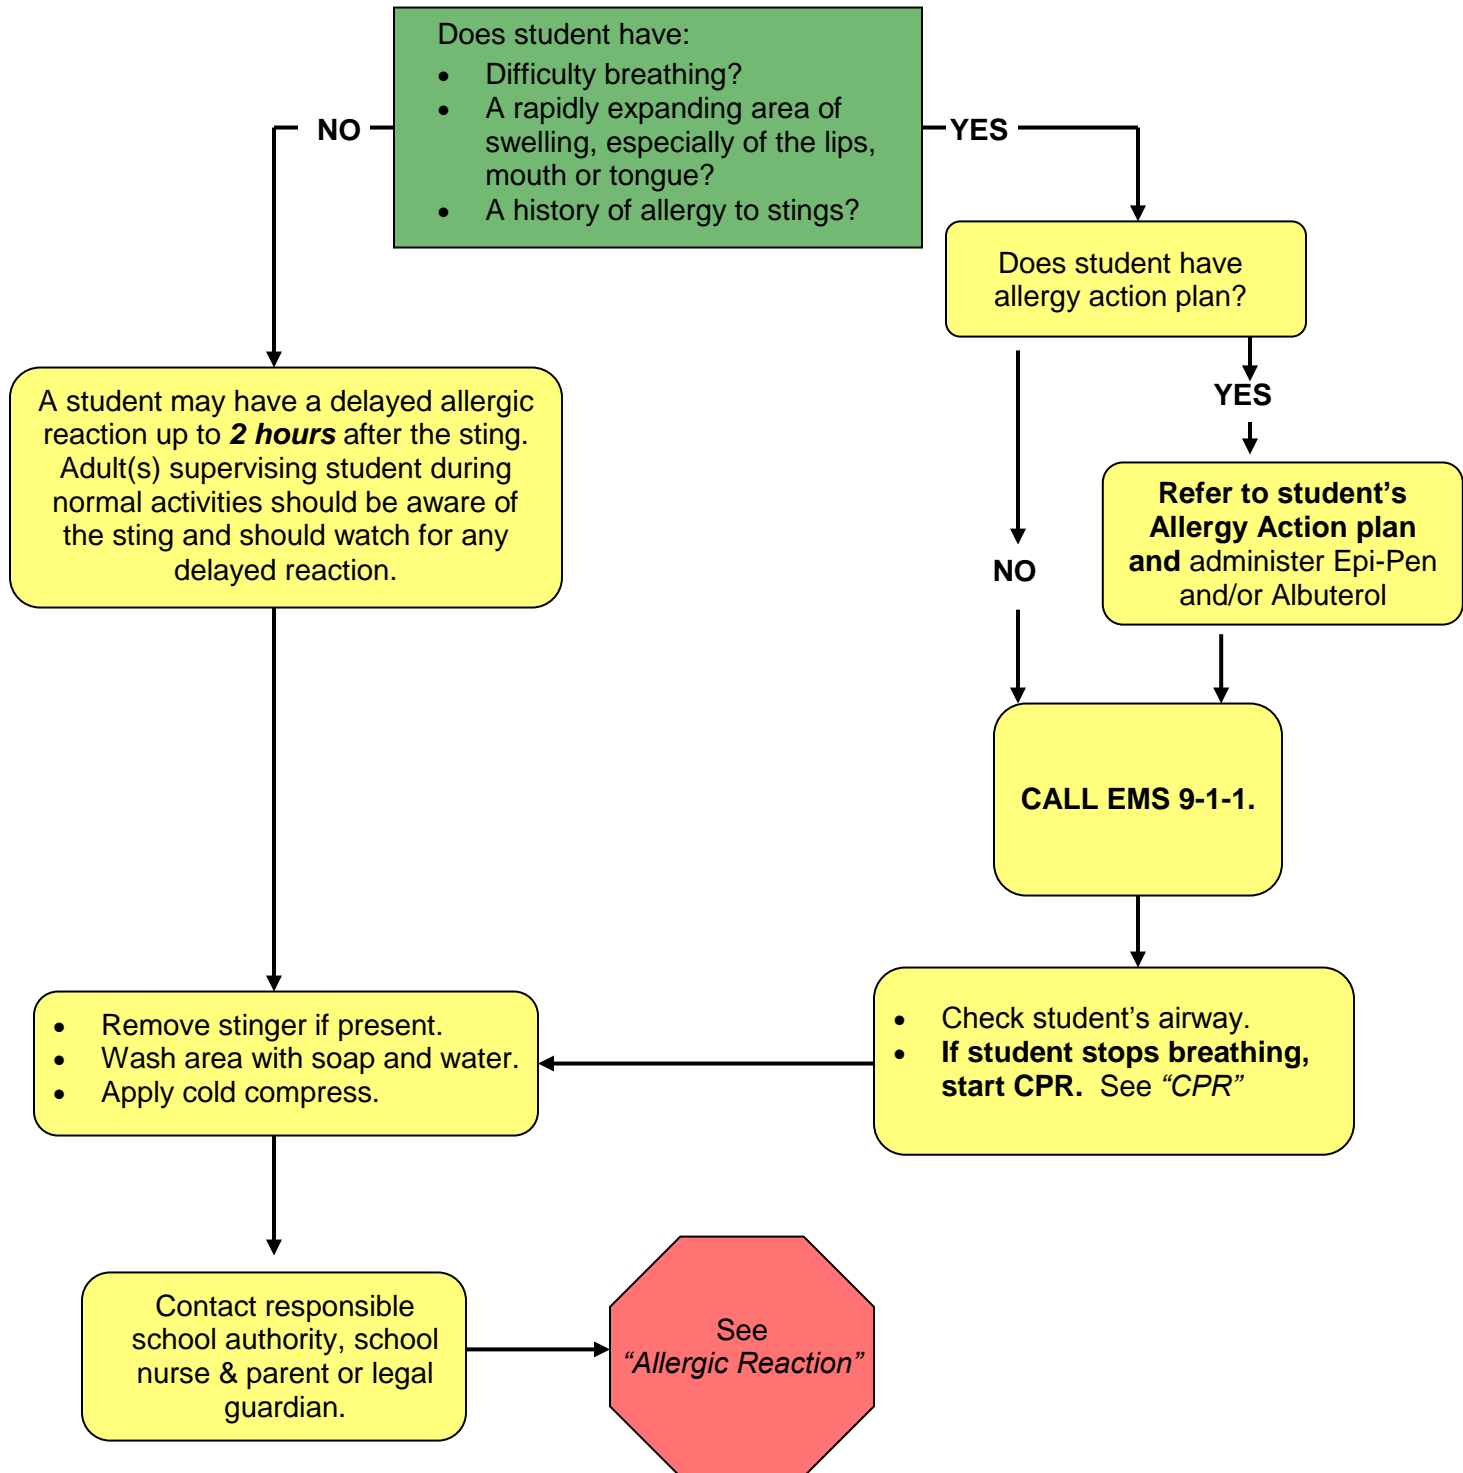 Does student have:
• Difficulty breathing?
• A rapidly expanding area of
swelling, especially of the lips,
mouth or tongue?
• A history of allergy to stings?
NO
YES
Does student have
allergy action plan?
A student may have a delayed allergic
reaction up to 2 hours after the sting.
Adult(s) supervising student during
normal activities should be aware of
the sting and should watch for any
delayed reaction.
YES
Refer to student’s
Allergy Action plan
and administer Epi-Pen
and/or Albuterol
NO
CALL EMS 9-1-1.
• Check student’s airway.
• If student stops breathing,
start CPR. See “CPR”
• Remove stinger if present.
• Wash area with soap and water.
• Apply cold compress.
Contact responsible
school authority, school
nurse & parent or legal
guardian.
See
“Allergic Reaction”